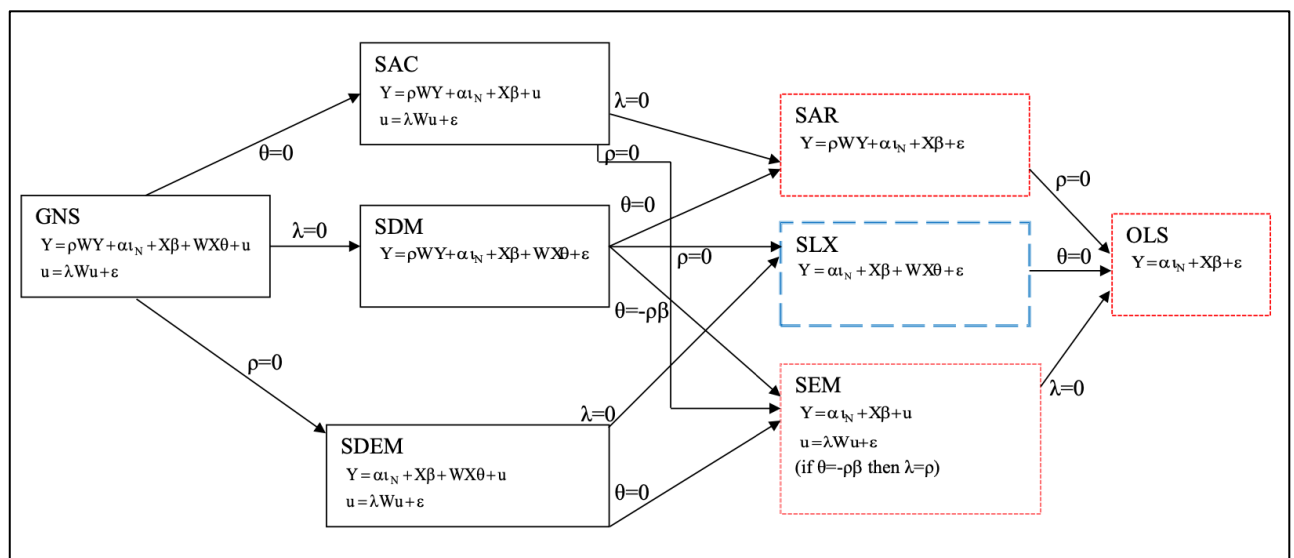 GNS
Y=ρWY+αι_N+Xβ+WXθ+u
u=λWu+ε
θ=0
λ=0
ρ=0
SAC
Y=ρWY+αι_N+Xβ+u
u=λWu+ε
SDM
Y=ρWY+αι_N+Xβ+WXθ+ε
SDEM
Y=αι_N+Xβ+WXθ+u
u=λWu+ε
λ=0
ρ=0
θ=0
ρ=0
θ=-ρβ
λ=0
θ=0
SAR
Y=ρWY+αι_N+Xβ+ε
SLX
Y=αι_N+Xβ+WXθ+ε
SEM
Y=αι_N+Xβ+u
u=λWu+ε
(if θ=-ρβ then λ=ρ)
ρ=0
θ=0
λ=0
OLS
Y=αι_N+Xβ+ε